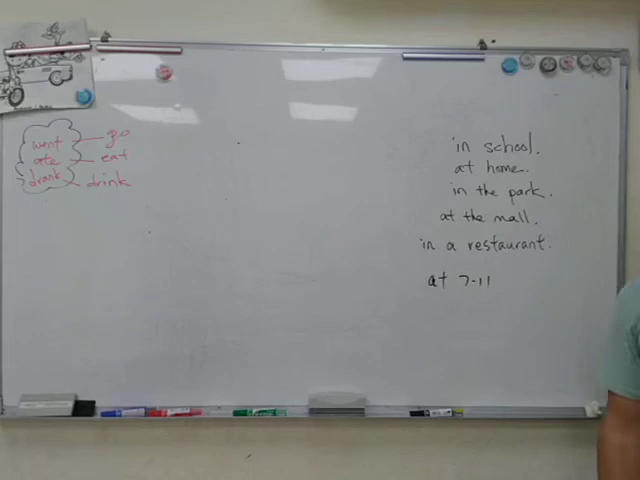 went — go
ate — eat
drank — drink
in school.
at home.
in the park.
at the mall.
in a restaurant.
at 7-11